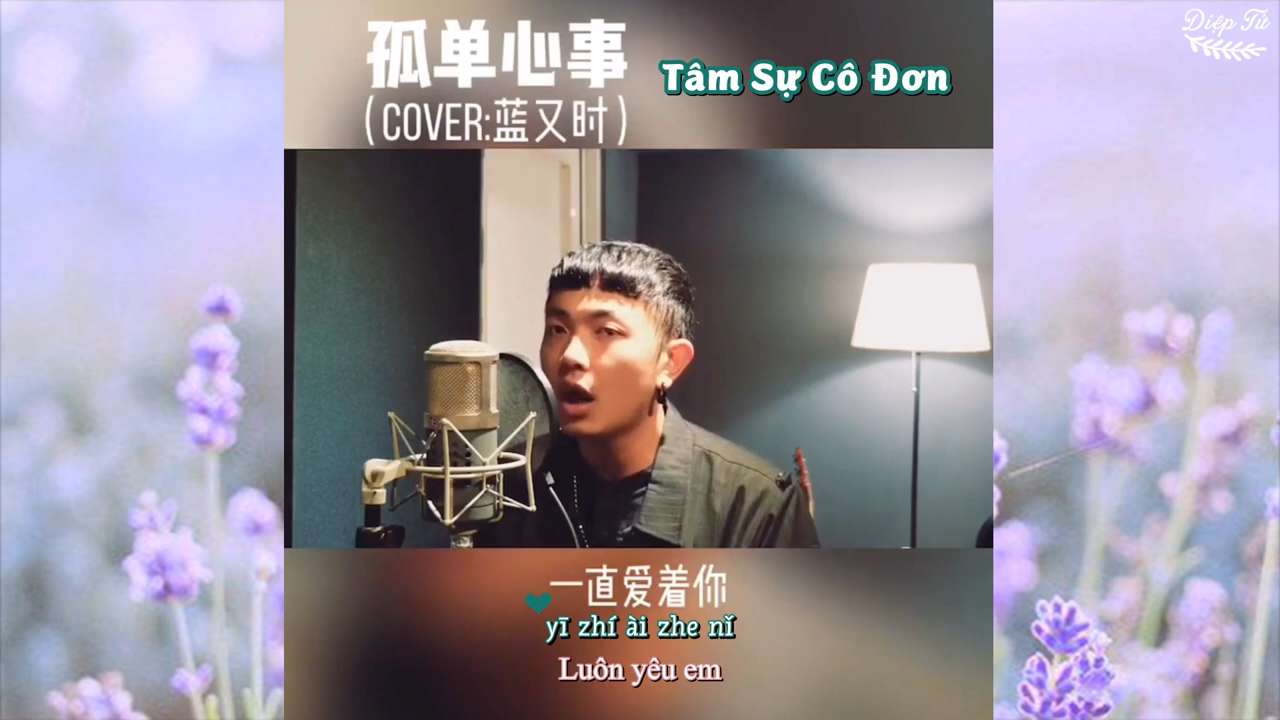 孤单心事
Tâm Sự Cô Đơn
Diệp Tử
(COVER:蓝又时)
一直爱着你
yī zhí ài zhe nǐ
Luôn yêu em